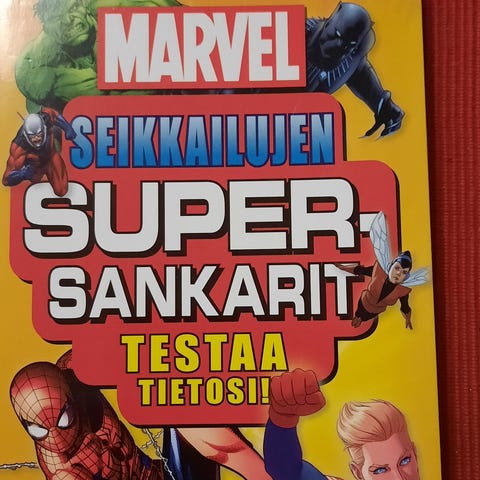 MARVEL
SEIKKAILUJEN
SUPER-
SANKARIT
TESTAA
TIETOSI!